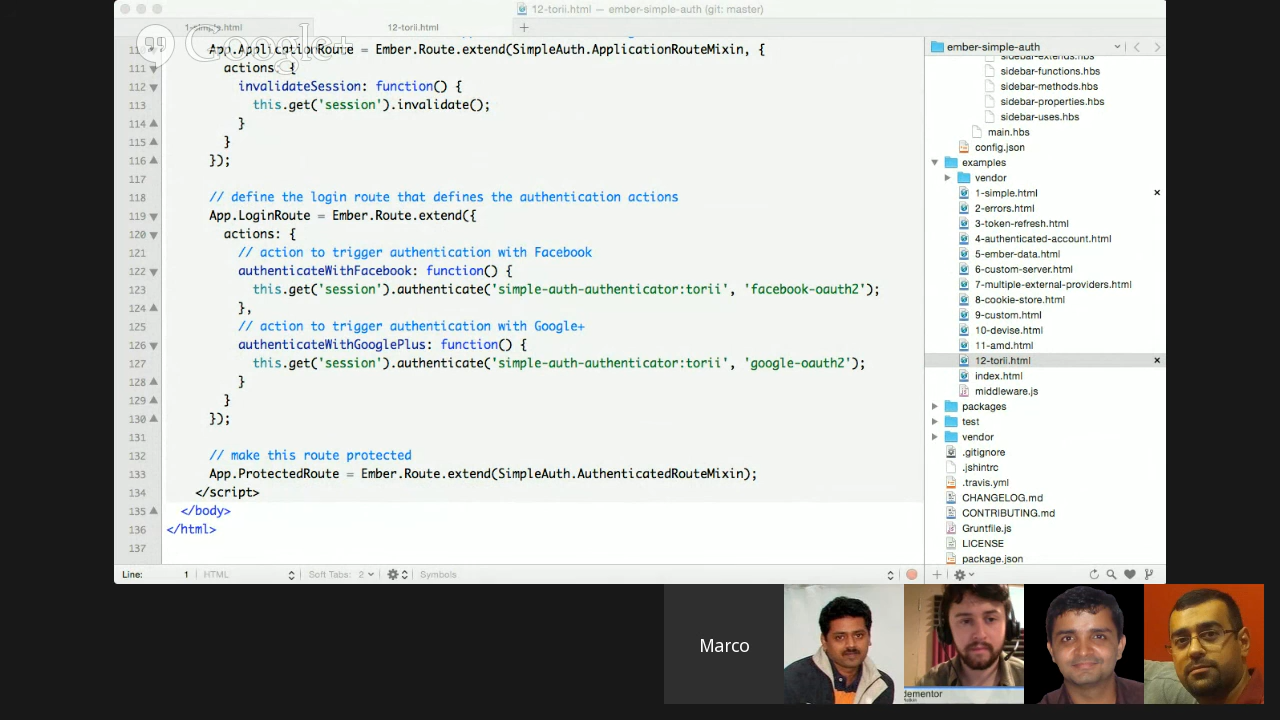 12-torii.html — ember-simple-auth (git: master)
1-simple.html
12-torii.html
Google+
110 App.ApplicationRoute = Ember.Route.extend(SimpleAuth.ApplicationRouteMixin, {
111 actions: {
112 invalidateSession: function() {
113 this.get('session').invalidate();
114 }
115 }
116 });
117
118 // define the login route that defines the authentication actions
119 App.LoginRoute = Ember.Route.extend({
120 actions: {
121 // action to trigger authentication with Facebook
122 authenticateWithFacebook: function() {
123 this.get('session').authenticate('simple-auth-authenticator:torii', 'facebook-oauth2');
124 },
125 // action to trigger authentication with Google+
126 authenticateWithGooglePlus: function() {
127 this.get('session').authenticate('simple-auth-authenticator:torii', 'google-oauth2');
128 }
129 }
130 });
131
132 // make this route protected
133 App.ProtectedRoute = Ember.Route.extend(SimpleAuth.AuthenticatedRouteMixin);
134 </script>
135 </body>
136 </html>
137
Line: 1 HTML Soft Tabs: 2 Symbols
ember-simple-auth
sidebar-extends.hbs
sidebar-functions.hbs
sidebar-methods.hbs
sidebar-properties.hbs
sidebar-uses.hbs
main.hbs
config.json
examples
vendor
1-simple.html
2-errors.html
3-token-refresh.html
4-authenticated-account.html
5-ember-data.html
6-custom-server.html
7-multiple-external-providers.html
8-cookie-store.html
9-custom.html
10-devise.html
11-amd.html
12-torii.html
index.html
middleware.js
packages
test
vendor
.gitignore
.jshintrc
.travis.yml
CHANGELOG.md
CONTRIBUTING.md
Gruntfile.js
LICENSE
package.json
Marco
dementor